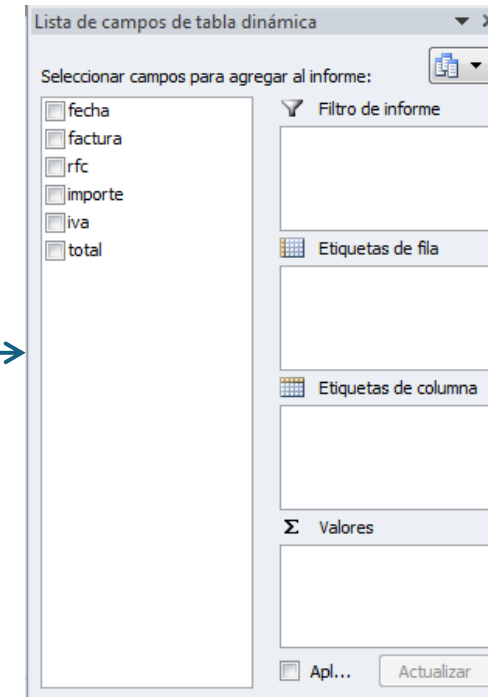 Lista de campos de tabla dinámica
Seleccionar campos para agregar al informe:
fecha
factura
rfc
importe
iva
total
Filtro de informe
Etiquetas de fila
Etiquetas de columna
Σ Valores
Apl...
Actualizar